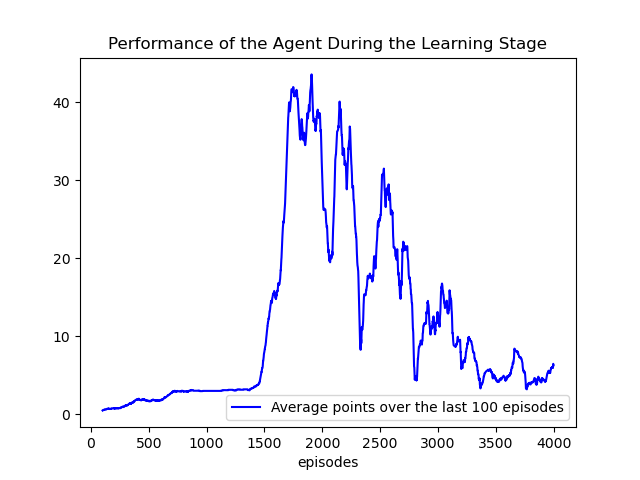 Performance of the Agent During the Learning Stage
40
30
20
10
0
Average points over the last 100 episodes
0 500 1000 1500 2000 2500 3000 3500 4000
episodes